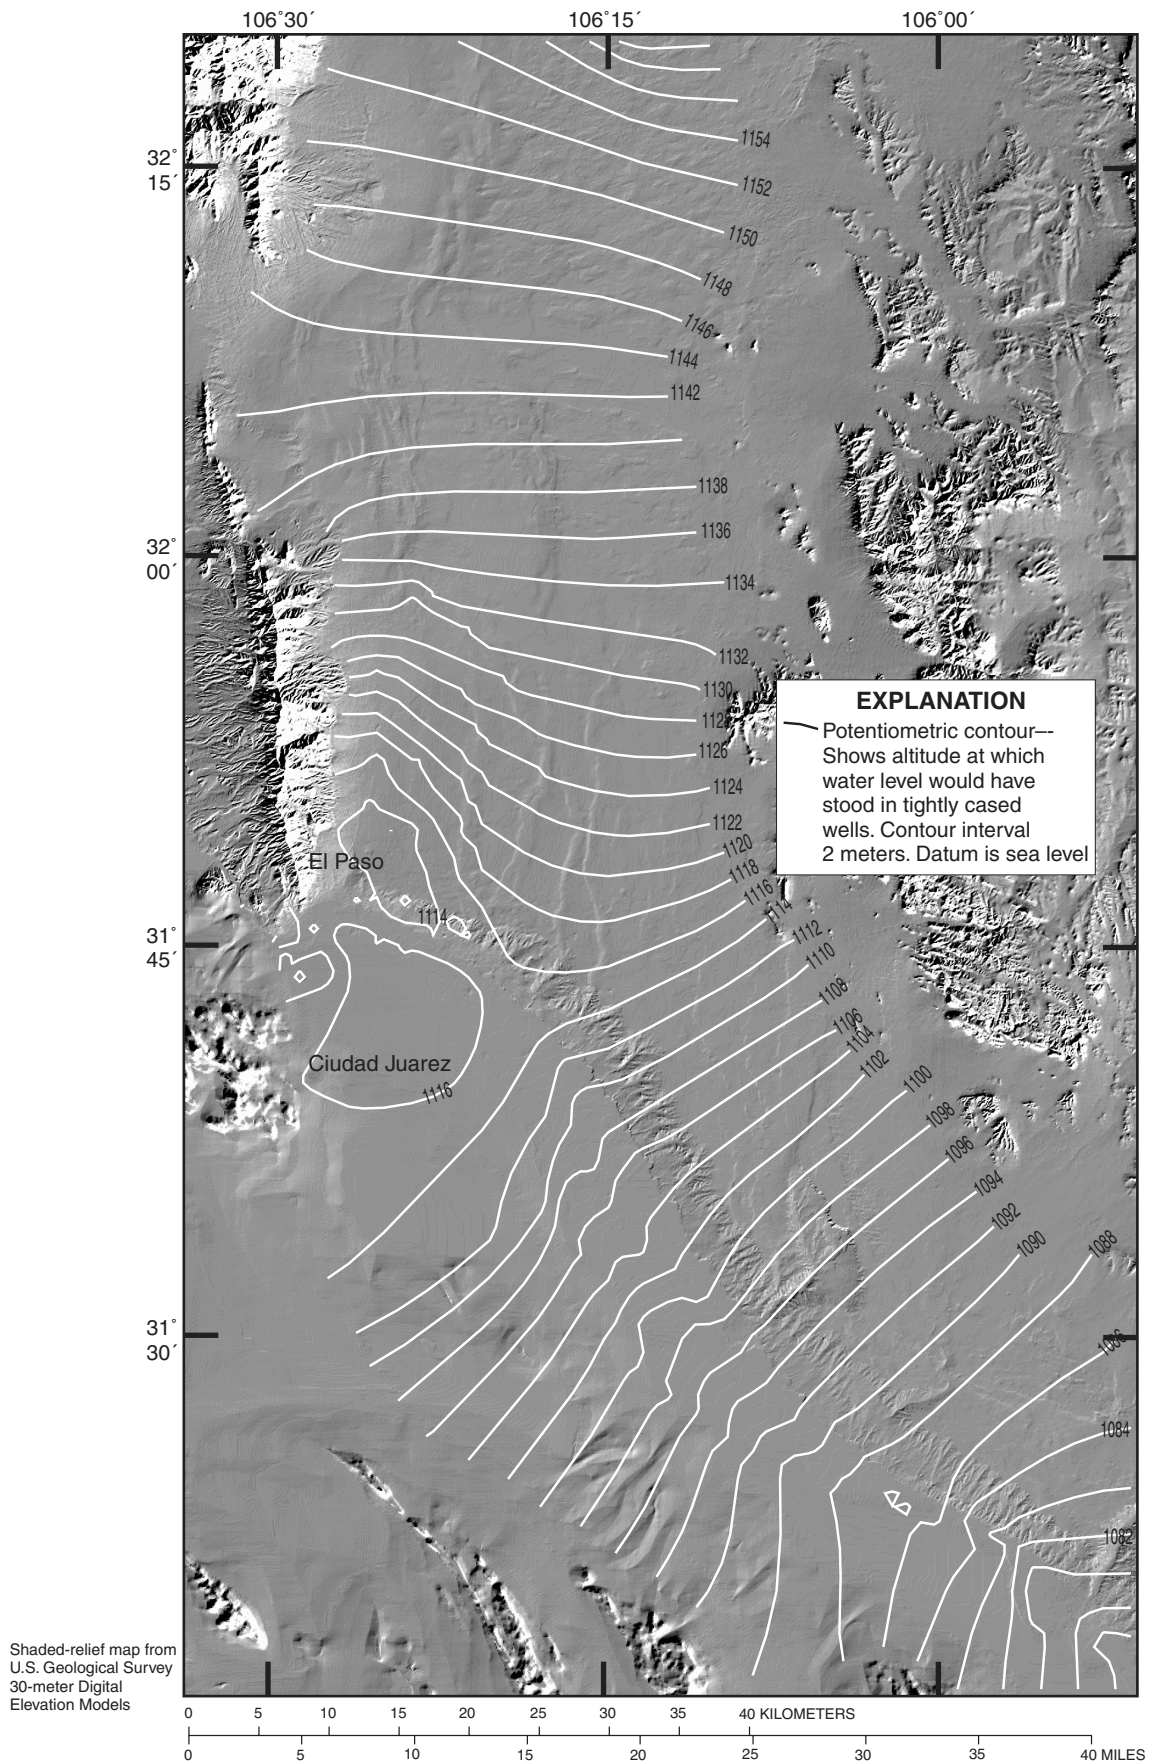 106°30′ 106°15′ 106°00′
32°
15′
32°
00′
31°
45′
31°
30′
1154
1152
1150
1148
1146
1144
1142
1138
1136
1134
1132
1130
1126
1124
1122
1120
1118
1116
1114
1112
1110
1108
1106
1104
1102
1100
1098
1096
1094
1092
1090
1088
1086
1084
1082
El Paso
1114
Ciudad Juarez
1116
EXPLANATION
Potentiometric contour—-
Shows altitude at which
water level would have
stood in tightly cased
wells. Contour interval
2 meters. Datum is sea level
Shaded-relief map from
U.S. Geological Survey
30-meter Digital
Elevation Models
0 5 10 15 20 25 30 35 40 KILOMETERS
0 5 10 15 20 25 30 35 40 MILES